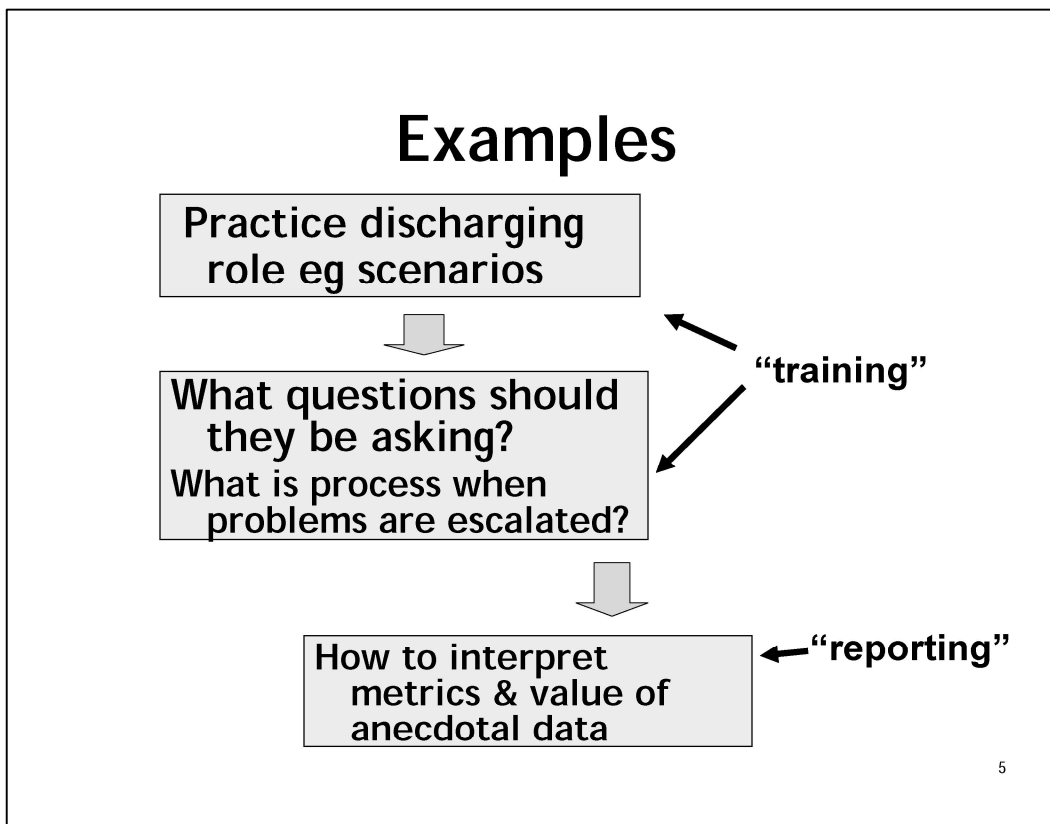 Examples
Practice discharging
role eg scenarios
What questions should
they be asking?
What is process when
problems are escalated?
“training”
How to interpret
metrics & value of
anecdotal data
“reporting”
5